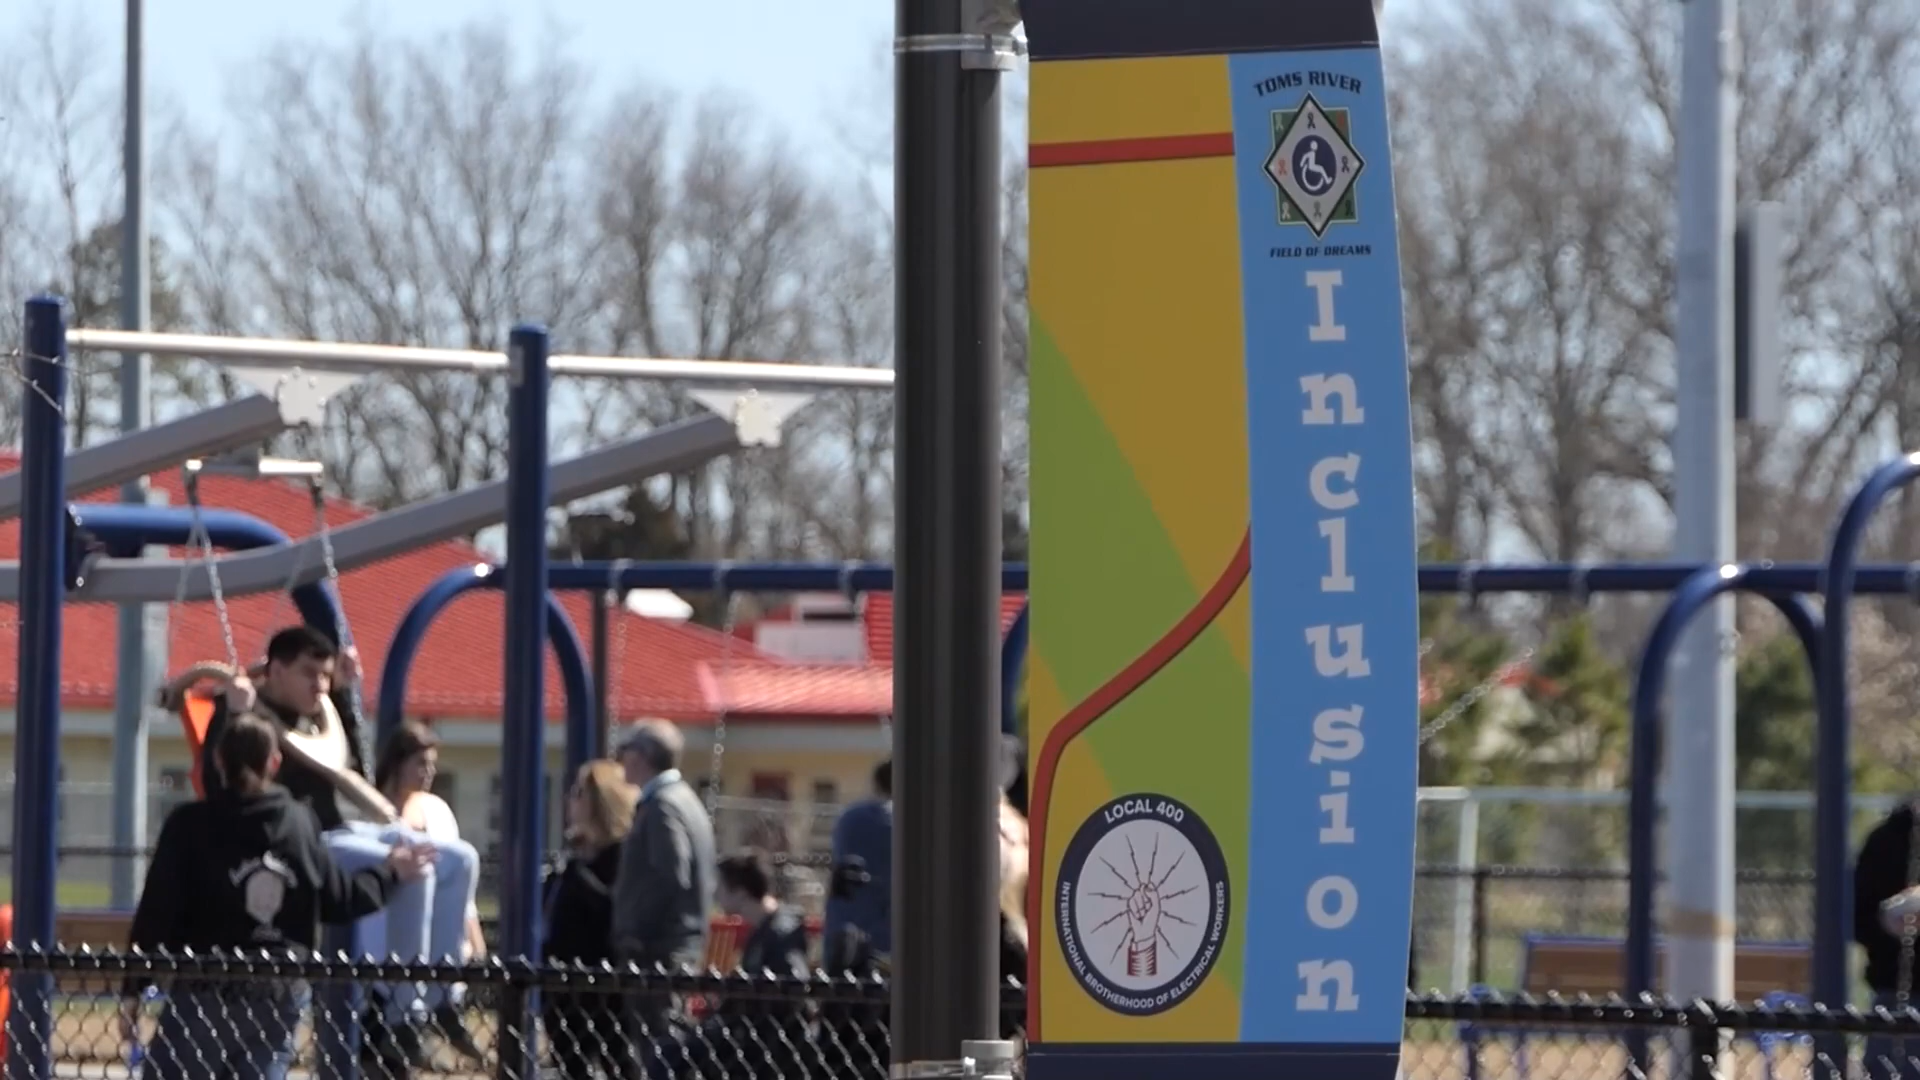 TOMS RIVER
FIELD OF DREAMS
Inclusion
LOCAL 400
INTERNATIONAL BROTHERHOOD OF ELECTRICAL WORKERS